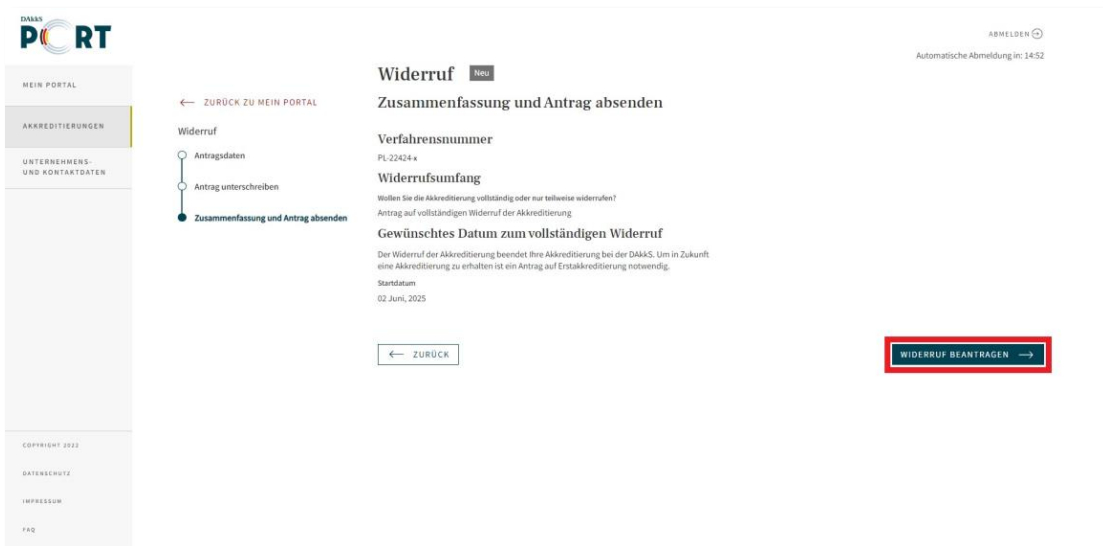 DAkkS
PORT
ABMELDEN
Automatische Abmeldung in: 14:52
MEIN PORTAL
AKKREDITIERUNGEN
UNTERNEHMENS-
UND KONTAKTDATEN
← ZURÜCK ZU MEIN PORTAL
Widerruf
Antragsdaten
Antrag unterschreiben
Zusammenfassung und Antrag absenden
Widerruf Neu
Zusammenfassung und Antrag absenden
Verfahrensnummer
PL-22424-x
Widerrufsumfang
Wollen Sie die Akkreditierung vollständig oder nur teilweise widerrufen?
Antrag auf vollständigen Widerruf der Akkreditierung
Gewünschtes Datum zum vollständigen Widerruf
Der Widerruf der Akkreditierung beendet Ihre Akkreditierung bei der DAkkS. Um in Zukunft
eine Akkreditierung zu erhalten ist ein Antrag auf Erstakkreditierung notwendig.
Startdatum
02 Juni, 2025
← ZURÜCK
WIDERRUF BEANTRAGEN →
COPYRIGHT 2022
DATENSCHUTZ
IMPRESSUM
FAQ